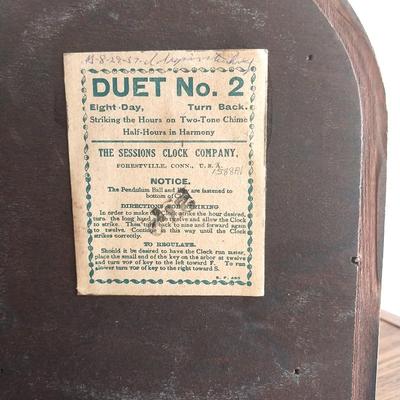 DUET No. 2
Eight-Day, Turn Back.
Striking the Hours on Two-Tone Chime
Half-Hours in Harmony
THE SESSIONS CLOCK COMPANY,
FORESTVILLE, CONN., U. S. A.
NOTICE.
The Pendulum Ball and Key are fastened to
bottom of
DIRECTIONS FOR STRIKING
In order to make the Clock strike the hour desired,
turn the long hand to twelve and allow the Clock
to strike. Then turn back to nine and forward again
to twelve. Continue in this way until the Clock
strikes correctly.
TO REGULATE.
Should it be desired to have the Clock run faster,
place the small end of the key on the arbor at twelve
and turn TOP of key to the left toward F. To run
slower turn TOP of key to the right toward S.